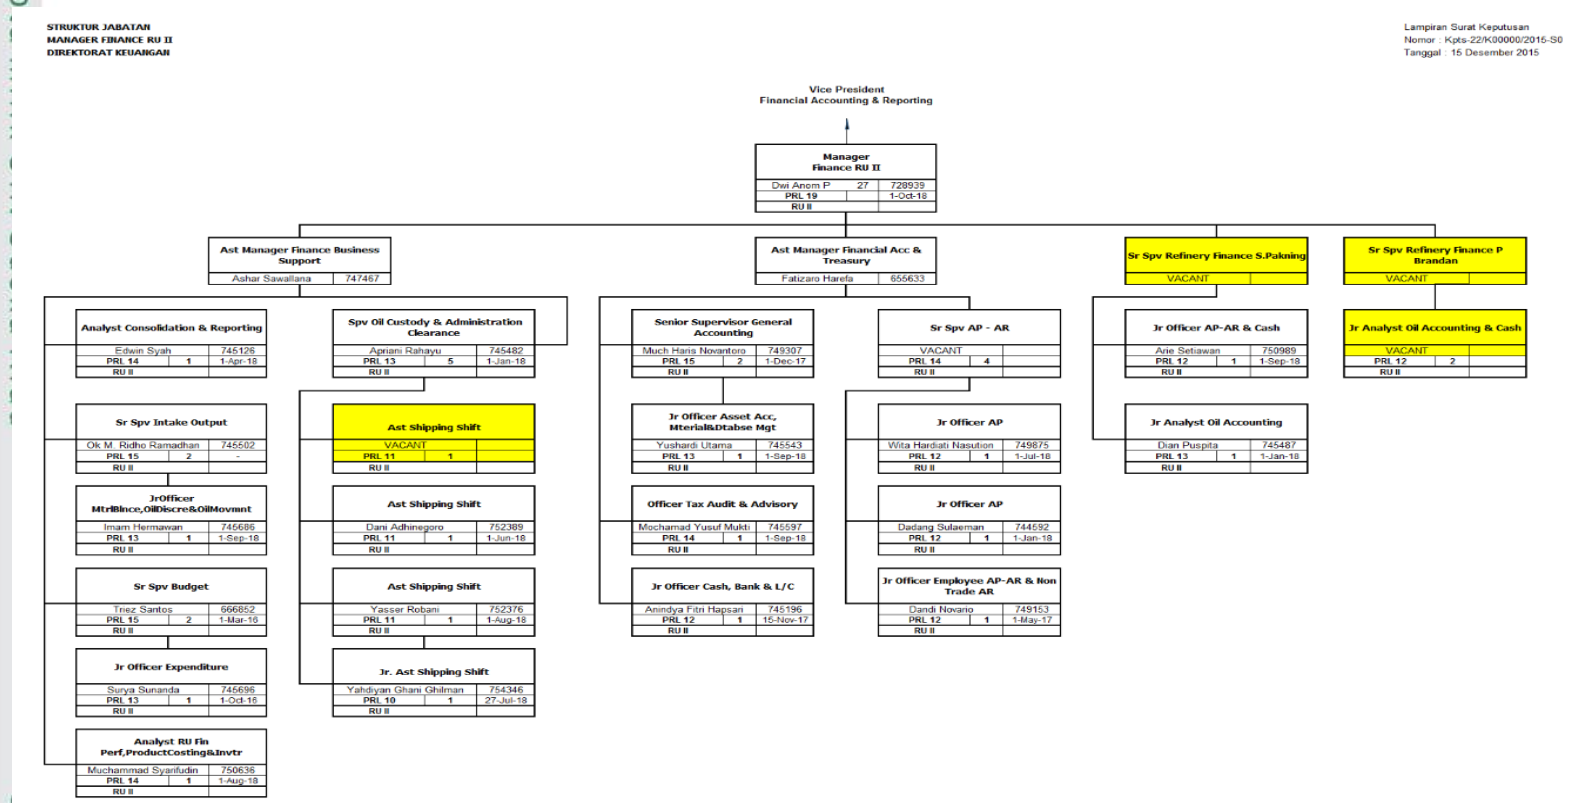 STRUKTUR JABATAN
MANAGER FINANCE RU II
DIREKTORAT KEUANGAN
Lampiran Surat Keputusan
Nomor : Kpts-22/K00000/2015-S0
Tanggal : 15 Desember 2015
Vice President
Financial Accounting & Reporting
Manager
Finance RU II
Dwi Anom P 27 728939
PRL 19 1-Oct-18
RU II
Ast Manager Finance Business
Support
Ashar Sawallana 747467
Ast Manager Financial Acc &
Treasury
Fatizaro Harefa 655633
Sr Spv Refinery Finance S.Pakning
VACANT
Sr Spv Refinery Finance P
Brandan
VACANT
Analyst Consolidation & Reporting
Edwin Syah 745126
PRL 14 1 1-Apr-18
RU II
Spv Oil Custody & Administration
Clearance
Apriani Rahayu 745482
PRL 13 5 1-Jan-18
RU II
Senior Supervisor General
Accounting
Much Haris Novantoro 749307
PRL 15 2 1-Dec-17
RU II
Sr Spv AP - AR
VACANT
PRL 14 4
RU II
Jr Officer AP-AR & Cash
Arie Setiawan 750989
PRL 12 1 1-Sep-18
RU II
Jr Analyst Oil Accounting & Cash
VACANT
PRL 12 2
RU II
Sr Spv Intake Output
Ok M. Ridho Ramadhan 745502
PRL 15 2 -
RU II
Ast Shipping Shift
VACANT
PRL 11 1
RU II
Jr Officer Asset Acc,
Mterial&Dtabse Mgt
Yushardi Utama 745543
PRL 13 1 1-Sep-18
RU II
Jr Officer AP
Wita Hardiati Nasution 749875
PRL 12 1 1-Jul-18
RU II
Jr Analyst Oil Accounting
Dian Puspita 745487
PRL 13 1 1-Jan-18
RU II
JrOfficer
MtrlBlnce,OilDiscre&OilMovmnt
Imam Hermawan 745686
PRL 13 1 1-Sep-18
RU II
Ast Shipping Shift
Dani Adhinegoro 752389
PRL 11 1 1-Jun-18
RU II
Officer Tax Audit & Advisory
Mochamad Yusuf Mukti 745597
PRL 14 1 1-Sep-18
RU II
Jr Officer AP
Dadang Sulaeman 744592
PRL 12 1 1-Jan-18
RU II
Sr Spv Budget
Triez Santos 666852
PRL 15 2 1-Mar-16
RU II
Ast Shipping Shift
Yasser Robani 752376
PRL 11 1 1-Aug-18
RU II
Jr Officer Cash, Bank & L/C
Anindya Fitri Hapsari 745196
PRL 12 1 15-Nov-17
RU II
Jr Officer Employee AP-AR & Non
Trade AR
Dandi Novario 749153
PRL 12 1 1-May-17
RU II
Jr Officer Expenditure
Surya Sunanda 745696
PRL 13 1 1-Oct-16
RU II
Jr. Ast Shipping Shift
Yahdiyan Ghani Ghilman 754346
PRL 10 1 27-Jul-18
RU II
Analyst RU Fin
Perf,ProductCosting&Invtr
Muchammad Syarifudin 750636
PRL 14 1 1-Aug-18
RU II